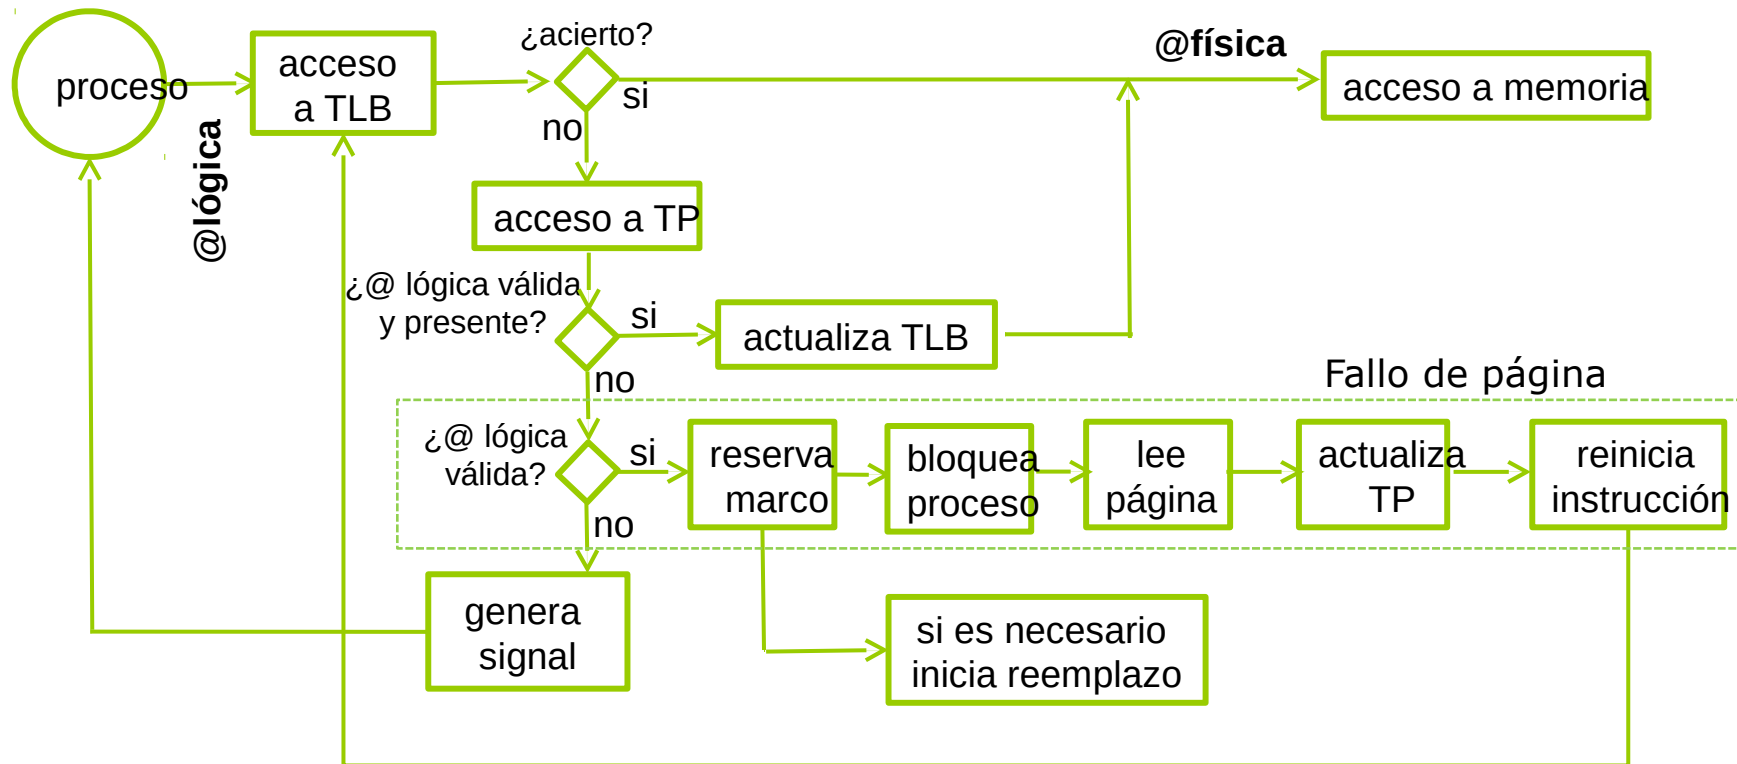 proceso
@lógica
acceso
a TLB
¿acierto?
si
no
@física
acceso a memoria
acceso a TP
¿@ lógica válida
y presente?
si
no
actualiza TLB
Fallo de página
¿@ lógica
válida?
si
no
reserva
marco
bloquea
proceso
lee
página
actualiza
TP
reinicia
instrucción
genera
signal
si es necesario
inicia reemplazo